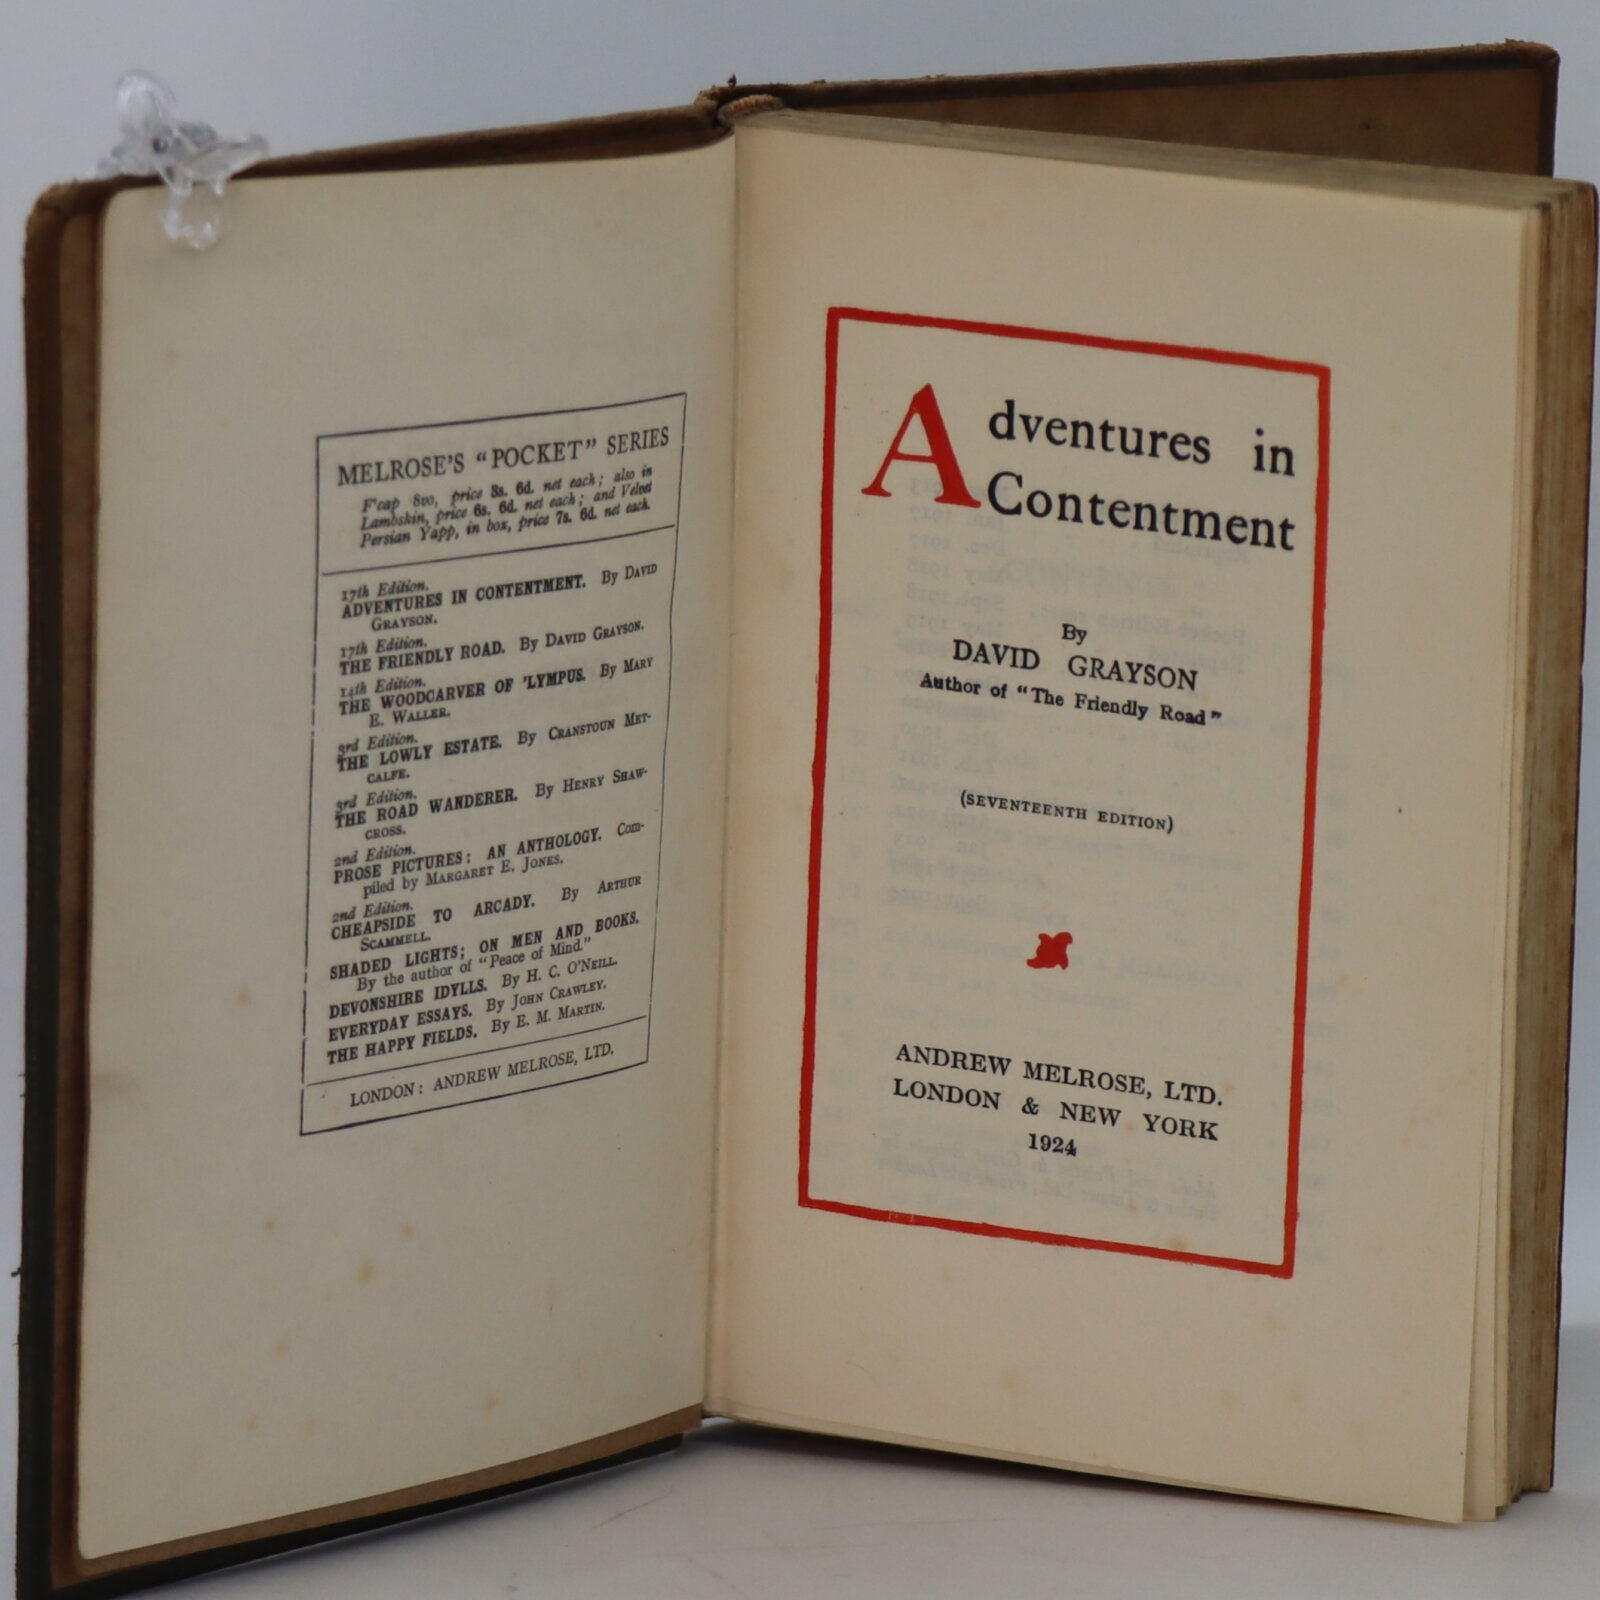 MELROSE'S "POCKET" SERIES
F'cap 8vo, price 3s. 6d. net each; also in
Lambskin, price 6s. 6d. net each; and Velvet
Persian Yapp, in box, price 7s. 6d. net each.
17th Edition.
ADVENTURES IN CONTENTMENT. By DAVID
GRAYSON.
17th Edition.
THE FRIENDLY ROAD. By DAVID GRAYSON.
14th Edition.
THE WOODCARVER OF 'LYMPUS. By MARY
E. WALLER.
3rd Edition.
THE LOWLY ESTATE. By CRANSTOUN MET-
CALFE.
3rd Edition.
THE ROAD WANDERER. By HENRY SHAW-
CROSS.
2nd Edition.
PROSE PICTURES: AN ANTHOLOGY. Com-
piled by MARGARET E. JONES.
2nd Edition.
CHEAPSIDE TO ARCADY. By ARTHUR
SCAMMELL.
SHADED LIGHTS; ON MEN AND BOOKS.
By the author of "Peace of Mind."
DEVONSHIRE IDYLLS. By H. C. O'NEILL.
EVERYDAY ESSAYS. By JOHN CRAWLEY.
THE HAPPY FIELDS. By E. M. MARTIN.
LONDON: ANDREW MELROSE, LTD.
Adventures in
Contentment
By
DAVID GRAYSON
Author of "The Friendly Road"
(SEVENTEENTH EDITION)
ANDREW MELROSE, LTD.
LONDON & NEW YORK
1924